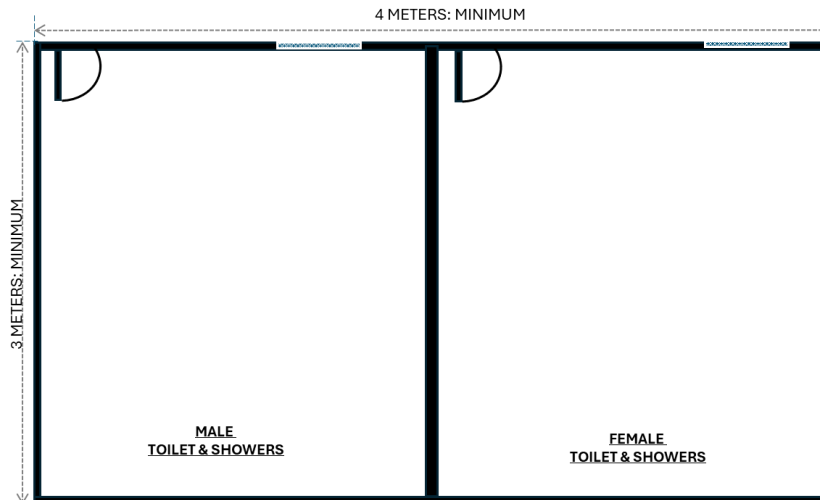 4 METERS: MINIMUM
3 METERS: MINIMUM
MALE
TOILET & SHOWERS
FEMALE
TOILET & SHOWERS